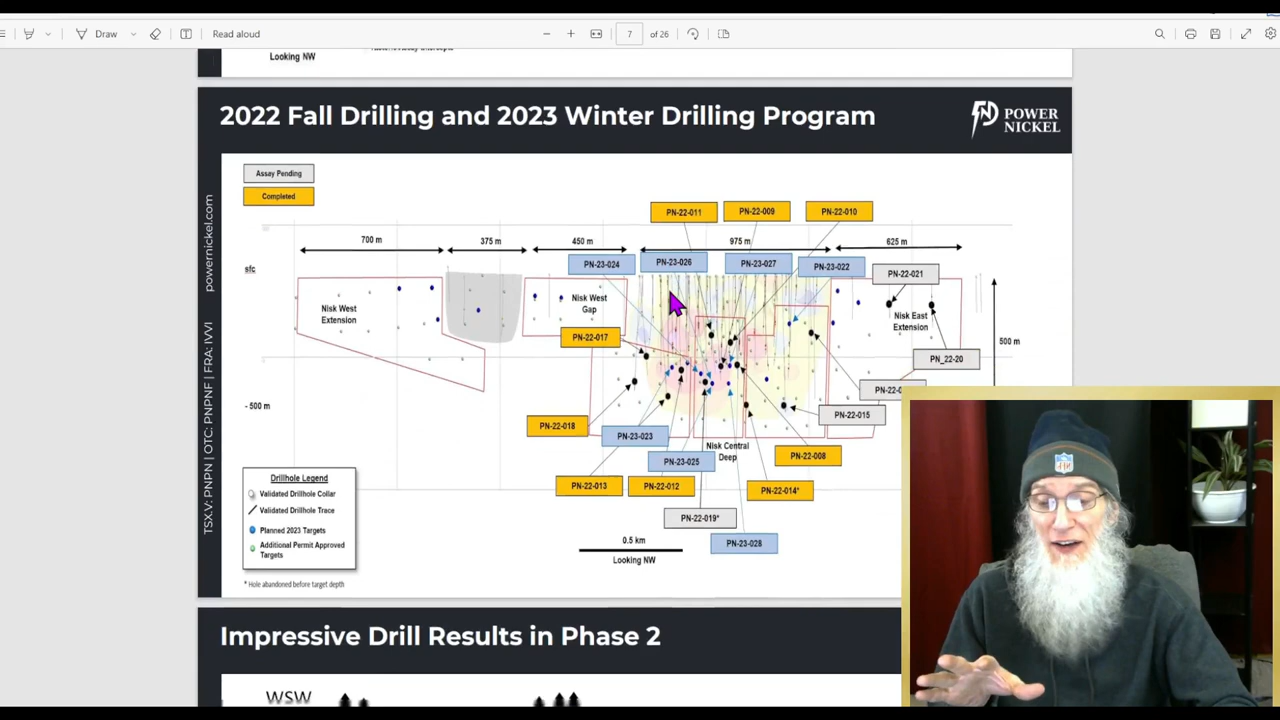 Draw
Read aloud
7
of 26
Looking NW
2022 Fall Drilling and 2023 Winter Drilling Program
POWER
NICKEL
Assay Pending
Completed
PN-22-011
PN-22-009
PN-22-010
700 m
375 m
450 m
975 m
625 m
sfc
PN-23-024
PN-23-026
PN-23-027
PN-23-022
PN-22-021
Nisk West
Extension
Nisk West
Gap
Nisk East
Extension
PN-22-017
500 m
PN_22-20
PN-22-0
- 500 m
PN-22-015
PN-22-018
PN-23-023
Nisk Central
Deep
PN-22-008
PN-23-025
PN-22-013
PN-22-012
PN-22-014*
PN-22-019*
PN-23-028
Drillhole Legend
Validated Drillhole Collar
Validated Drillhole Trace
Planned 2023 Targets
Additional Permit Approved
Targets
0.5 km
Looking NW
* Hole abandoned before target depth
TSX.V: PNPN | OTC: PNPNF | FRA: IVVI
powernickel.com
Impressive Drill Results in Phase 2
WSW